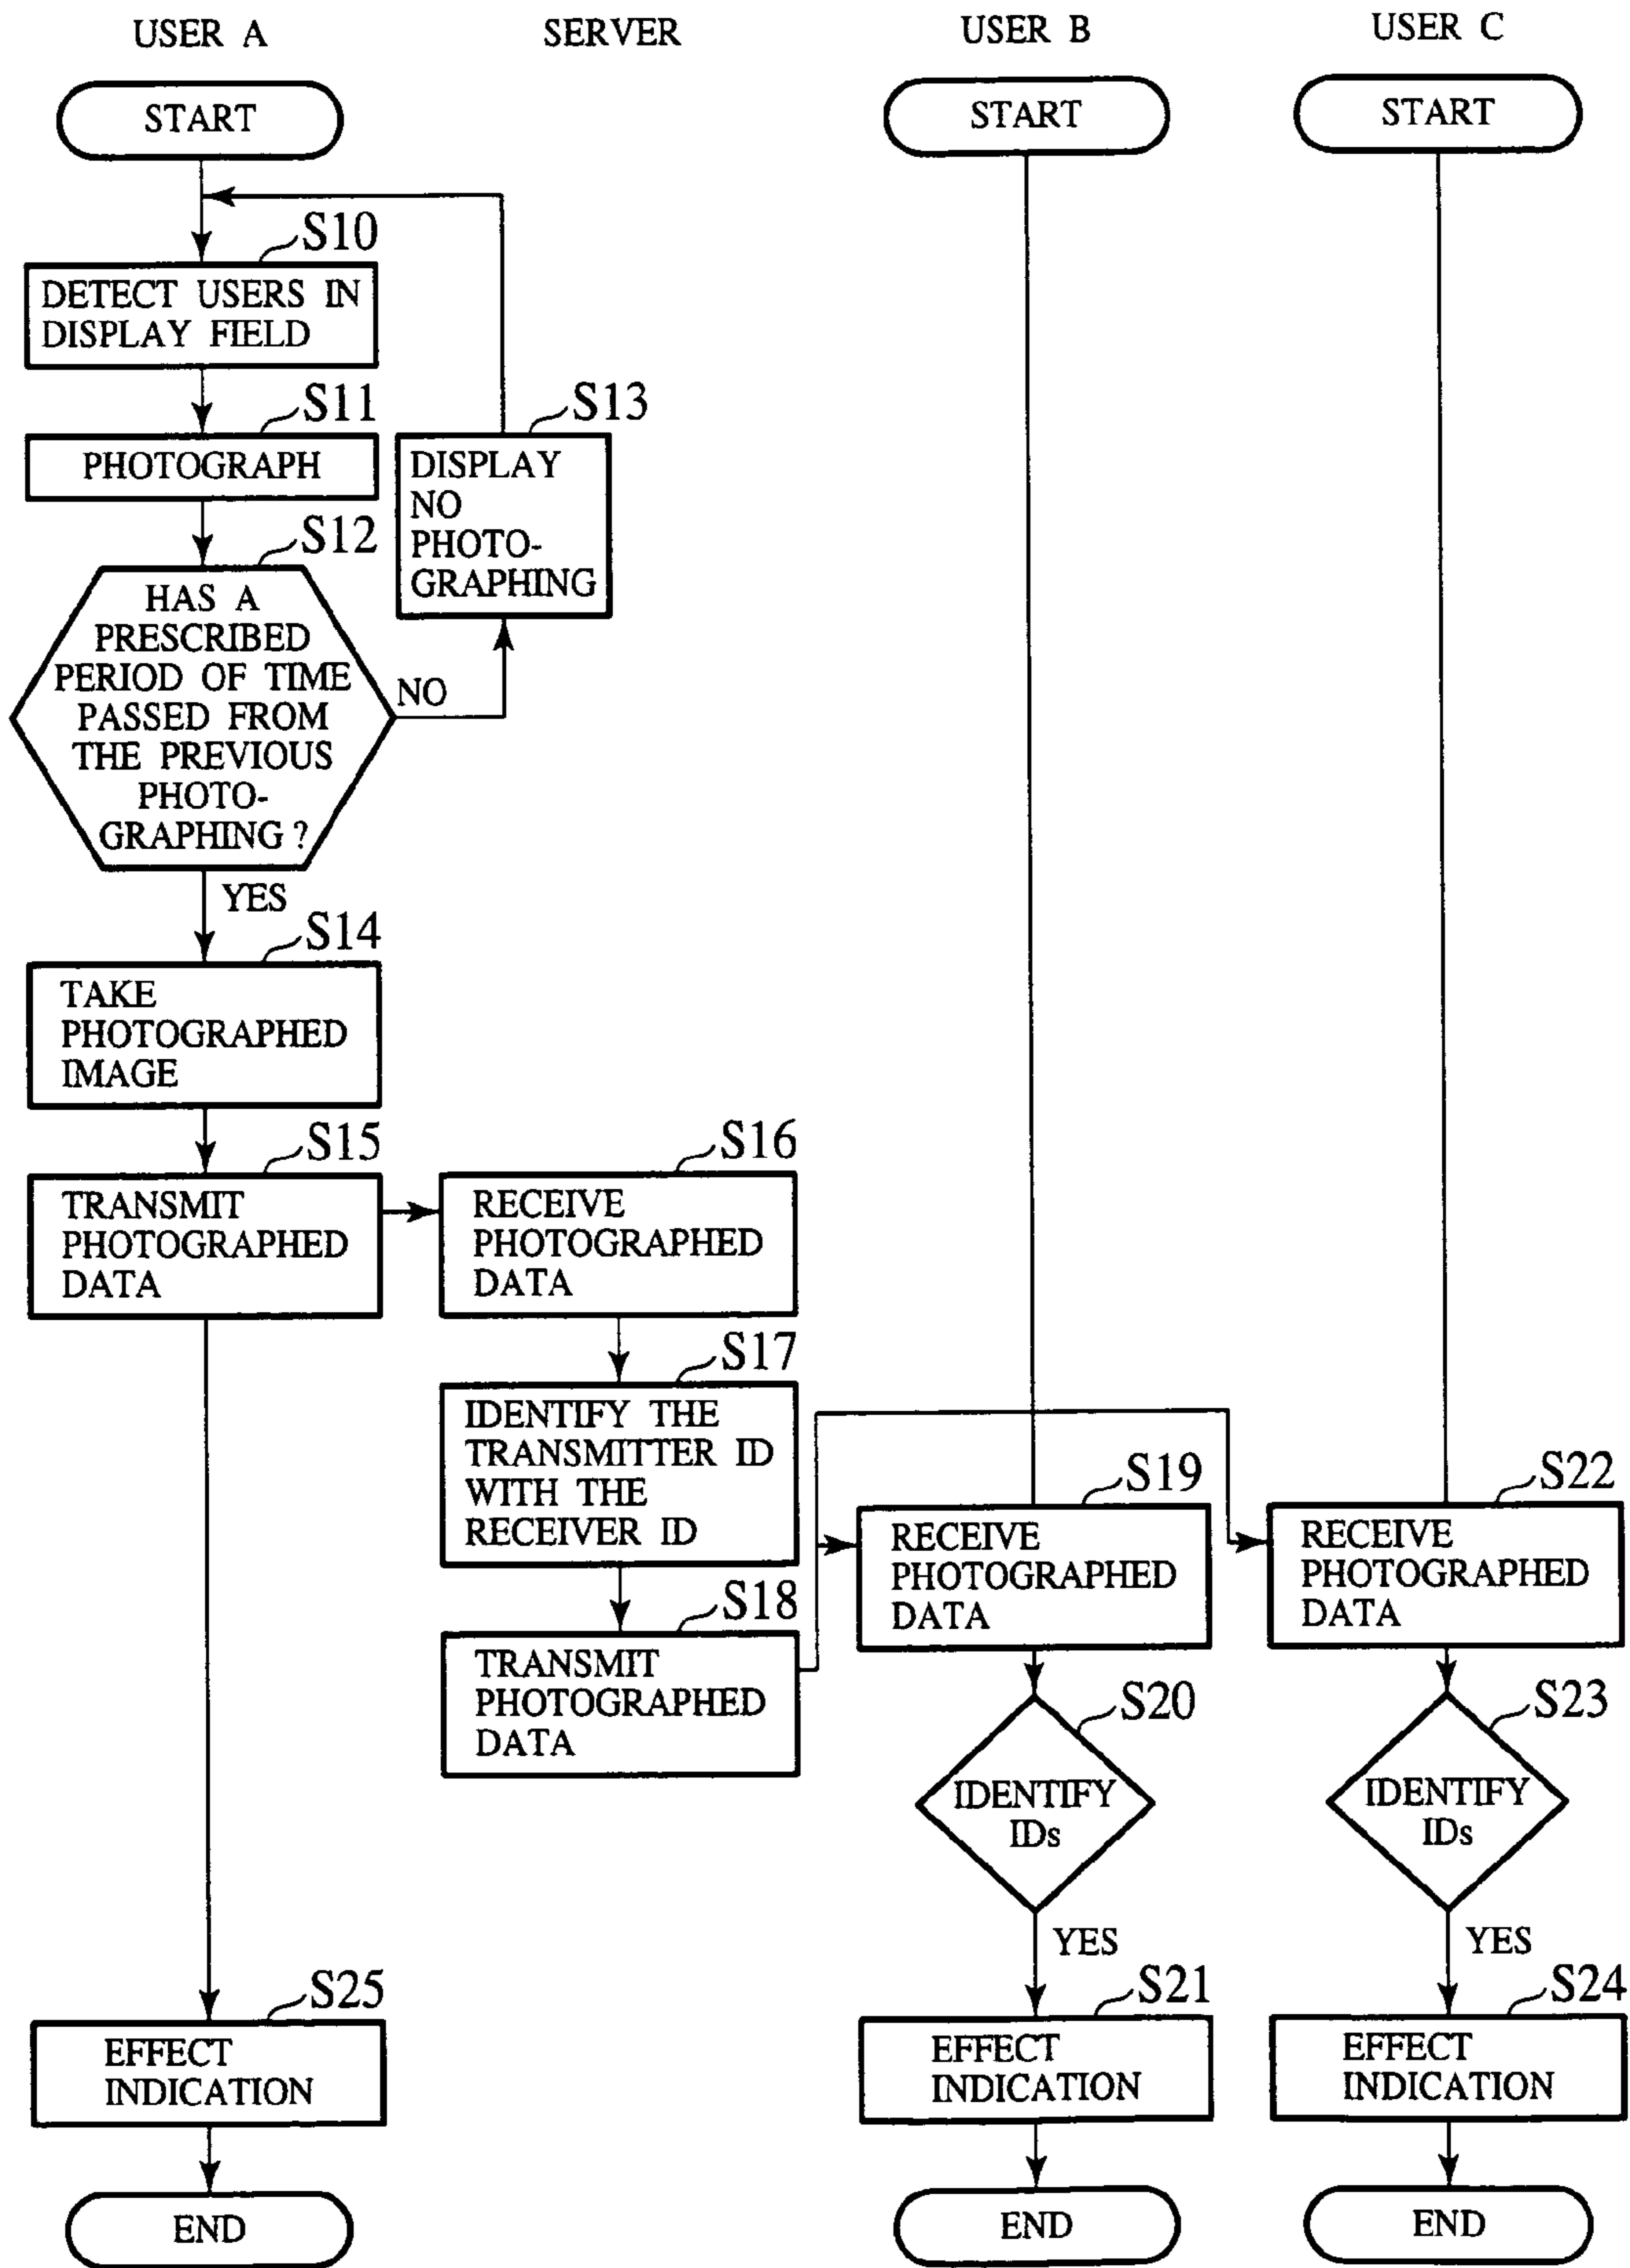 USER A
SERVER
USER B
USER C
START
START
START
S10
DETECT USERS IN
DISPLAY FIELD
S11
PHOTOGRAPH
S13
DISPLAY
NO
PHOTO-
GRAPHING
S12
HAS A
PRESCRIBED
PERIOD OF TIME
PASSED FROM
THE PREVIOUS
PHOTO-
GRAPHING ?
NO
YES
S14
TAKE
PHOTOGRAPHED
IMAGE
S15
TRANSMIT
PHOTOGRAPHED
DATA
S16
RECEIVE
PHOTOGRAPHED
DATA
S17
IDENTIFY THE
TRANSMITTER ID
WITH THE
RECEIVER ID
S18
TRANSMIT
PHOTOGRAPHED
DATA
S19
RECEIVE
PHOTOGRAPHED
DATA
S22
RECEIVE
PHOTOGRAPHED
DATA
S20
IDENTIFY
IDs
YES
S23
IDENTIFY
IDs
YES
S25
EFFECT
INDICATION
S21
EFFECT
INDICATION
S24
EFFECT
INDICATION
END
END
END